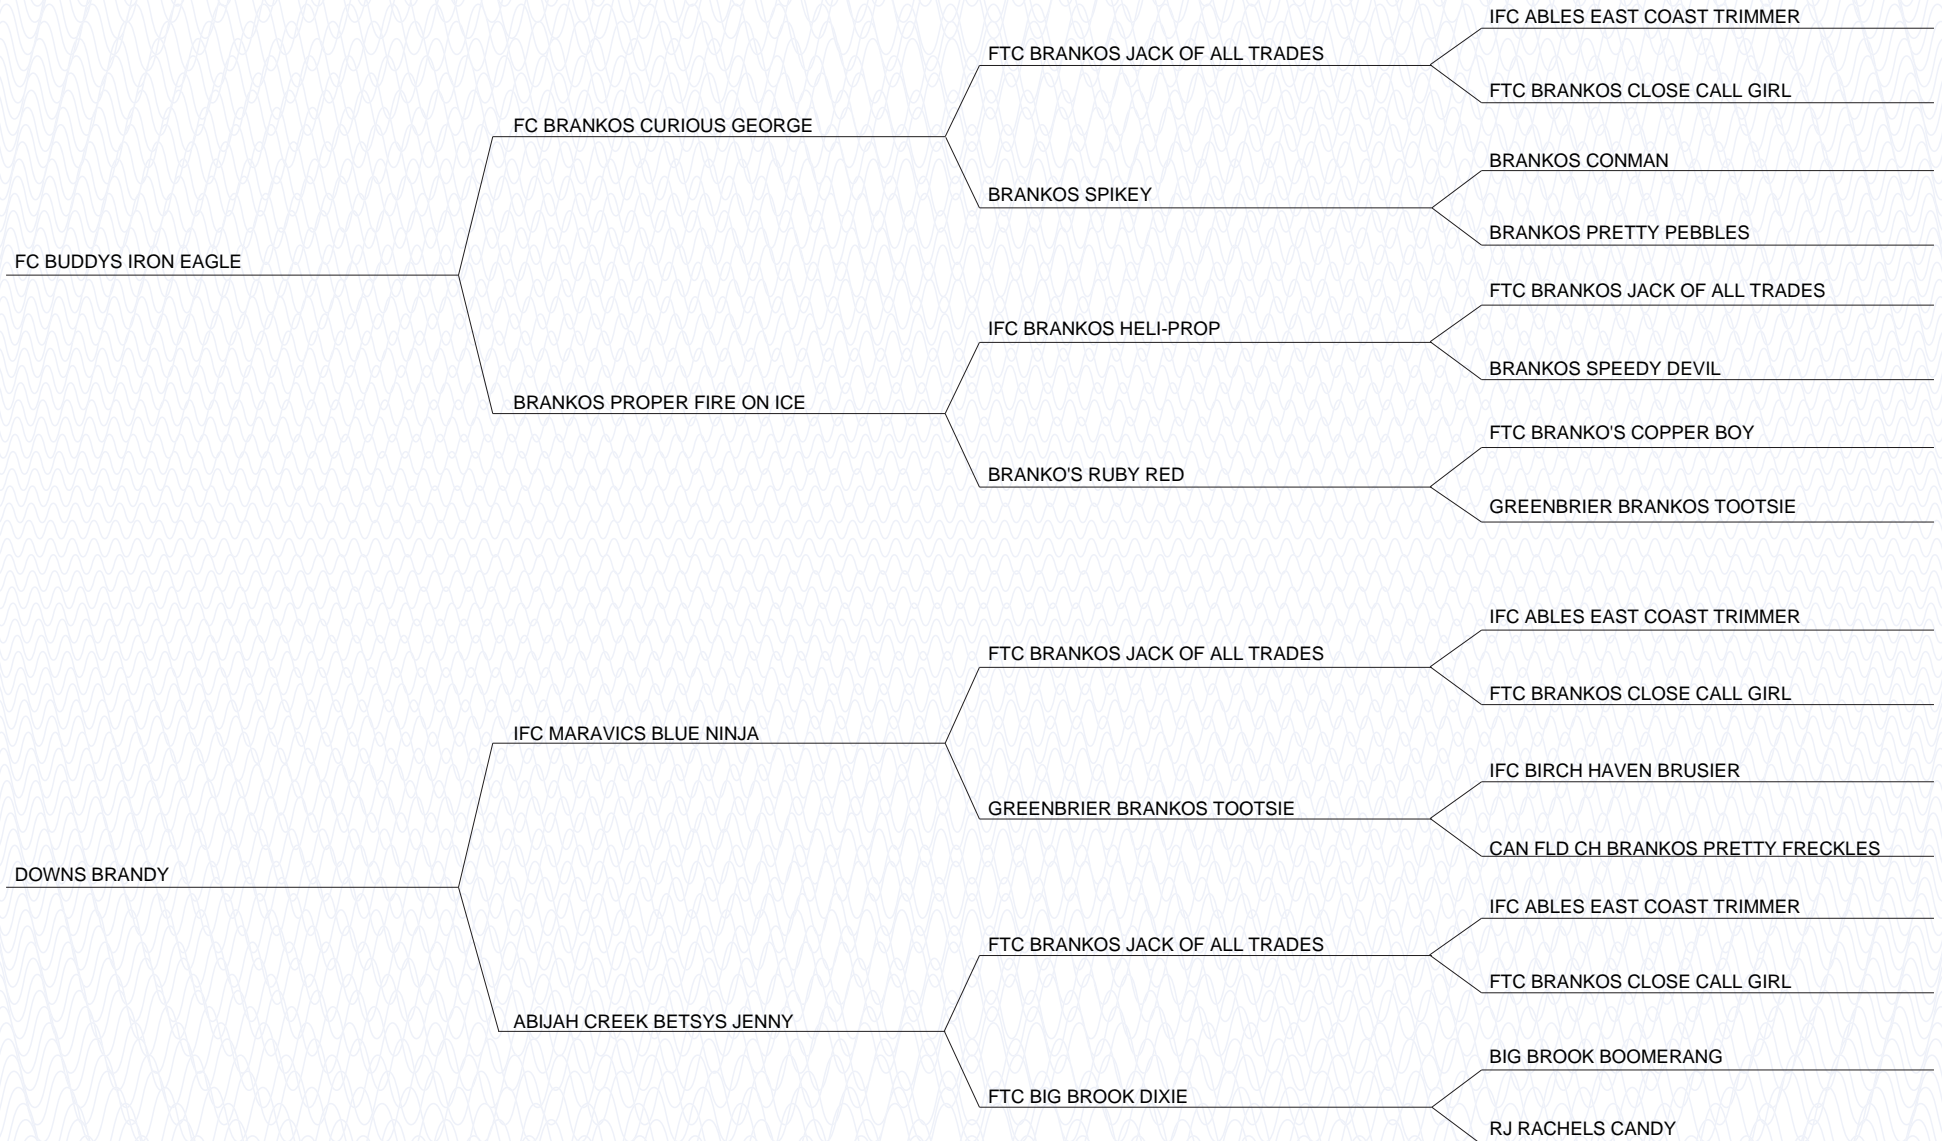 IFC ABLES EAST COAST TRIMMER
FTC BRANKOS JACK OF ALL TRADES
FTC BRANKOS CLOSE CALL GIRL
FC BRANKOS CURIOUS GEORGE
BRANKOS CONMAN
BRANKOS SPIKEY
BRANKOS PRETTY PEBBLES
FC BUDDYS IRON EAGLE
FTC BRANKOS JACK OF ALL TRADES
IFC BRANKOS HELI-PROP
BRANKOS SPEEDY DEVIL
BRANKOS PROPER FIRE ON ICE
FTC BRANKO'S COPPER BOY
BRANKO'S RUBY RED
GREENBRIER BRANKOS TOOTSIE
IFC ABLES EAST COAST TRIMMER
FTC BRANKOS JACK OF ALL TRADES
FTC BRANKOS CLOSE CALL GIRL
IFC MARAVICS BLUE NINJA
IFC BIRCH HAVEN BRUSIER
GREENBRIER BRANKOS TOOTSIE
CAN FLD CH BRANKOS PRETTY FRECKLES
DOWNS BRANDY
IFC ABLES EAST COAST TRIMMER
FTC BRANKOS JACK OF ALL TRADES
FTC BRANKOS CLOSE CALL GIRL
ABIJAH CREEK BETSYS JENNY
BIG BROOK BOOMERANG
FTC BIG BROOK DIXIE
RJ RACHELS CANDY